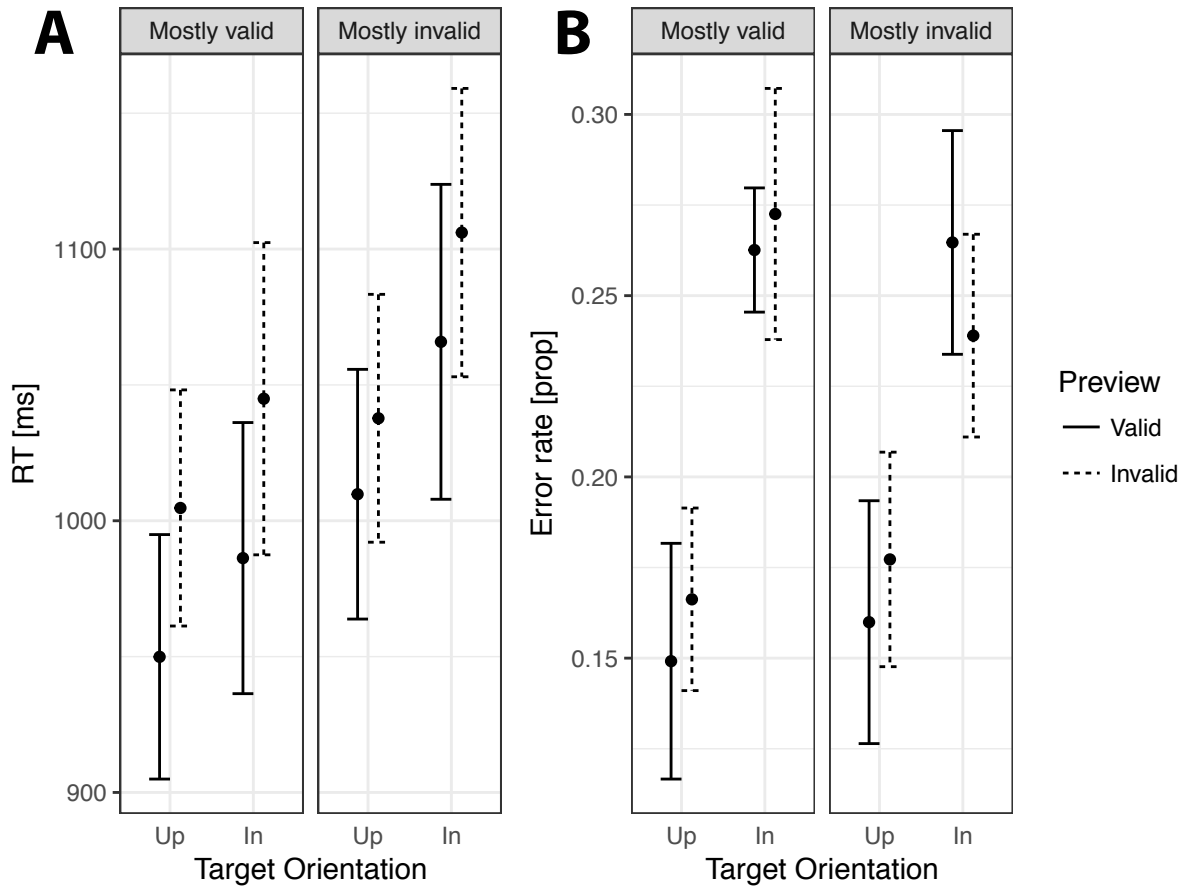 A
Mostly valid
Mostly invalid
RT [ms]
1100
1000
900
Up
In
Up
In
Target Orientation
B
Mostly valid
Mostly invalid
Error rate [prop]
0.30
0.25
0.20
0.15
Up
In
Up
In
Target Orientation
Preview
Valid
Invalid